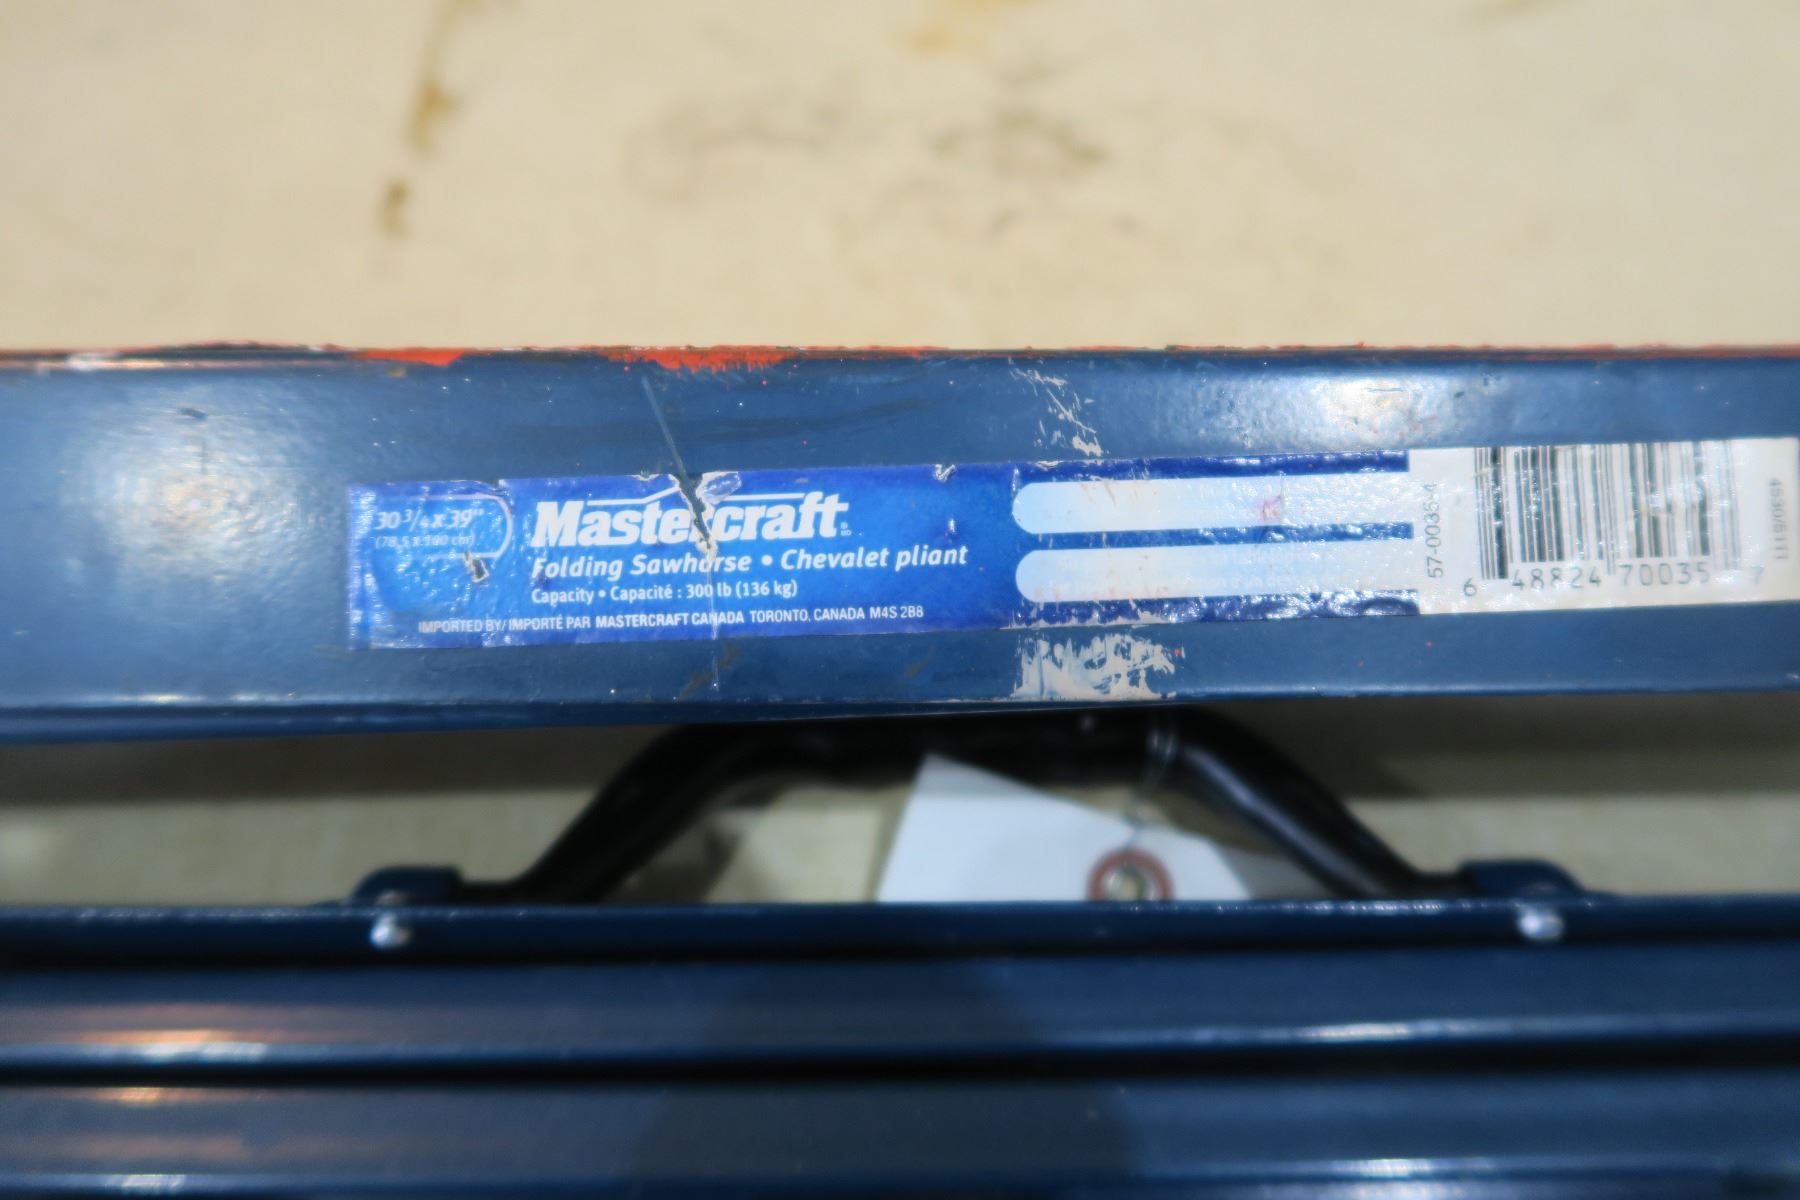 30 3/4 x 39"
(78,5 x 100 cm)
Mastercraft® MD
Folding Sawhorse • Chevalet pliant
Capacity • Capacité : 300 lb (136 kg)
IMPORTED BY/ IMPORTÉ PAR MASTERCRAFT CANADA TORONTO, CANADA M4S 2B8
57-0035-4
6 48824 70035 7